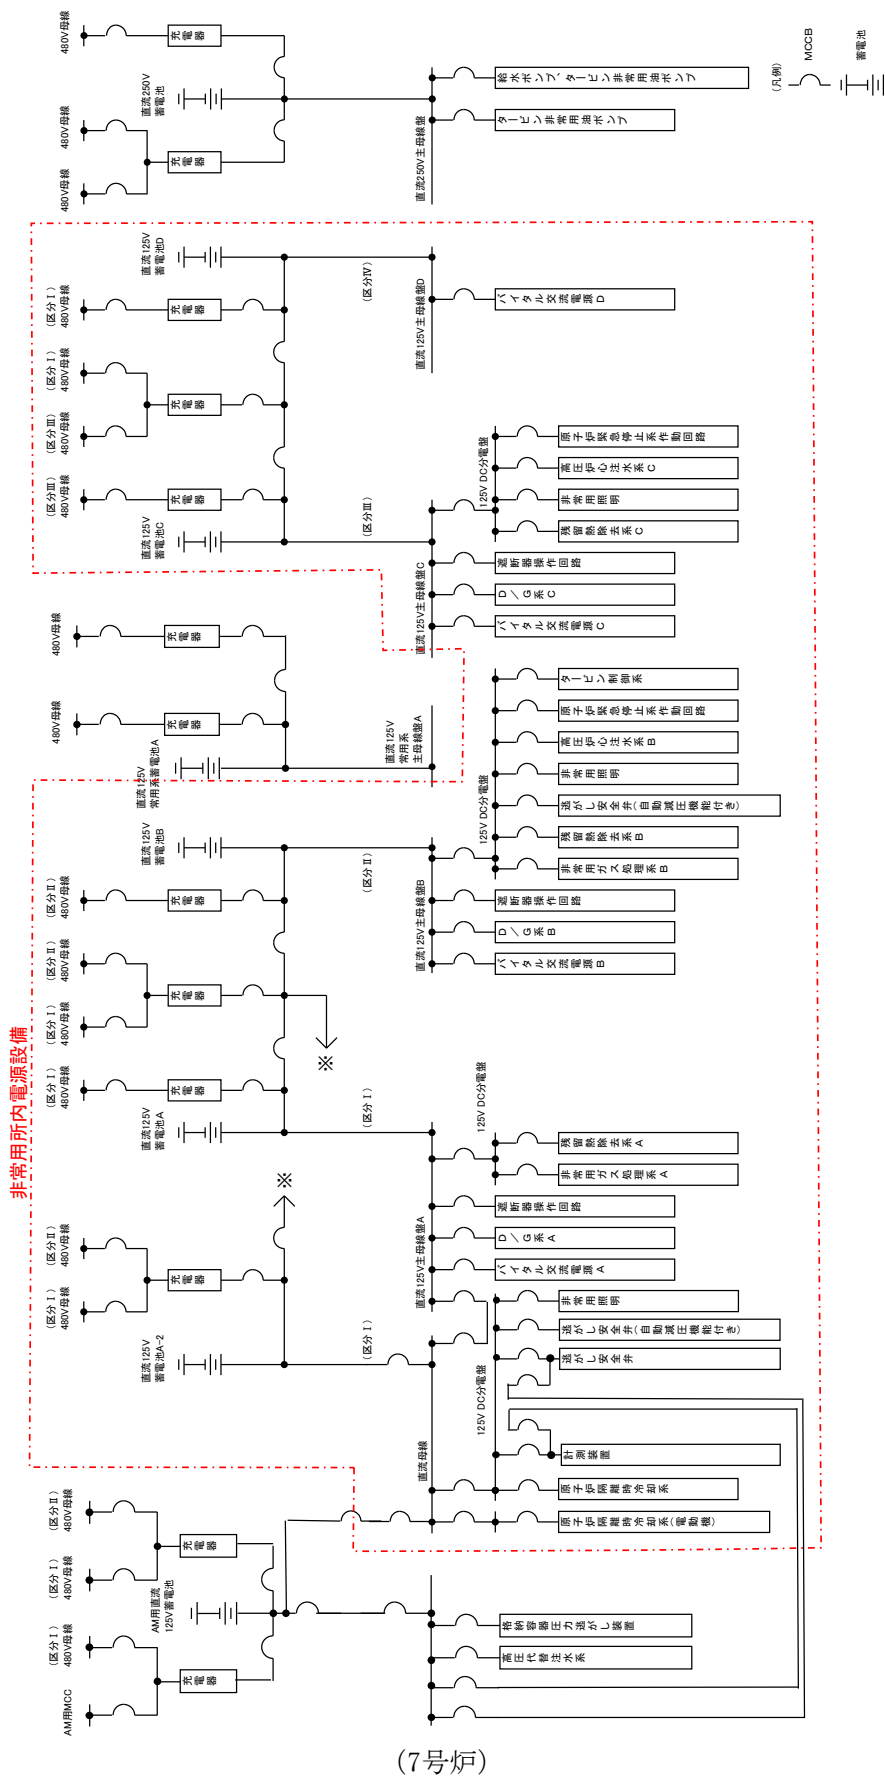 非常用所内電源設備
AM用MCC
(区分Ⅰ)
480V母線
(区分Ⅰ)
480V母線
(区分Ⅱ)
480V母線
充電器
充電器
AM用直流
125V蓄電池
格納容器圧力逃がし装置
高圧代替注水系
(区分Ⅰ)
480V母線
(区分Ⅱ)
480V母線
充電器
直流125V
蓄電池A-2
※
(区分Ⅰ)
直流母線
125V DC分電盤
原子炉隔離時冷却系(電動機)
原子炉隔離時冷却系
計測装置
逃がし安全弁
逃がし安全弁(自動減圧機能付き)
非常用照明
直流125V
蓄電池A
(区分Ⅰ)
480V母線
(区分Ⅰ)
480V母線
(区分Ⅱ)
480V母線
(区分Ⅱ)
480V母線
充電器
充電器
充電器
直流125V
蓄電池B
※
(区分Ⅰ)
(区分Ⅱ)
直流125V主母線盤A
バイタル交流電源A
D/G系A
遮断器操作回路
125V DC分電盤
非常用ガス処理系A
残留熱除去系A
直流125V主母線盤B
バイタル交流電源B
D/G系B
遮断器操作回路
125V DC分電盤
非常用ガス処理系B
残留熱除去系B
逃がし安全弁(自動減圧機能付き)
非常用照明
高圧炉心注水系B
原子炉緊急停止系作動回路
タービン制御系
480V母線
480V母線
充電器
充電器
直流125V
常用系蓄電池A
直流125V
常用系
主母線盤A
直流125V
蓄電池C
(区分Ⅲ)
480V母線
(区分Ⅲ)
480V母線
(区分Ⅰ)
480V母線
(区分Ⅰ)
480V母線
充電器
充電器
充電器
直流125V
蓄電池D
(区分Ⅲ)
(区分Ⅳ)
直流125V主母線盤C
バイタル交流電源C
D/G系C
遮断器操作回路
125V DC分電盤
残留熱除去系C
非常用照明
高圧炉心注水系C
原子炉緊急停止系作動回路
直流125V主母線盤D
バイタル交流電源D
480V母線
480V母線
480V母線
充電器
充電器
直流250V
蓄電池
直流250V主母線盤
タービン非常用油ポンプ
給水ポンプ、タービン非常用油ポンプ
(凡例)
MCCB
蓄電池
(7号炉)